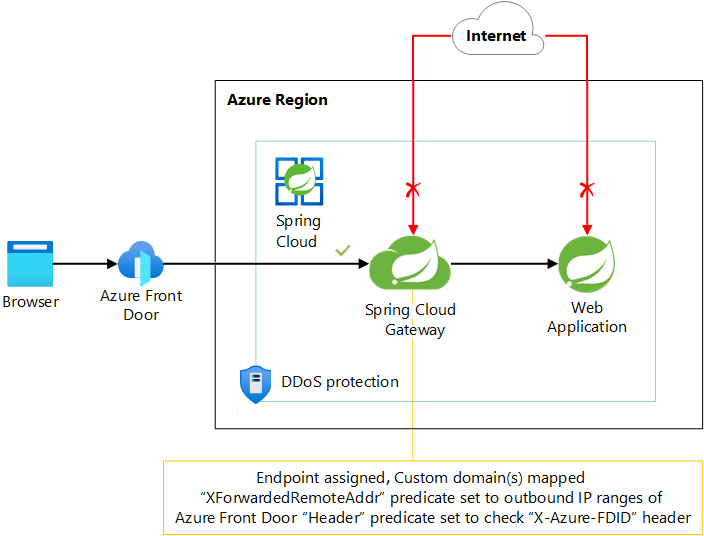 Internet
Azure Region
Spring
Cloud
Browser
Azure Front
Door
Spring Cloud
Gateway
Web
Application
DDoS protection
Endpoint assigned, Custom domain(s) mapped
“XForwardedRemoteAddr” predicate set to outbound IP ranges of
Azure Front Door “Header” predicate set to check “X-Azure-FDID” header